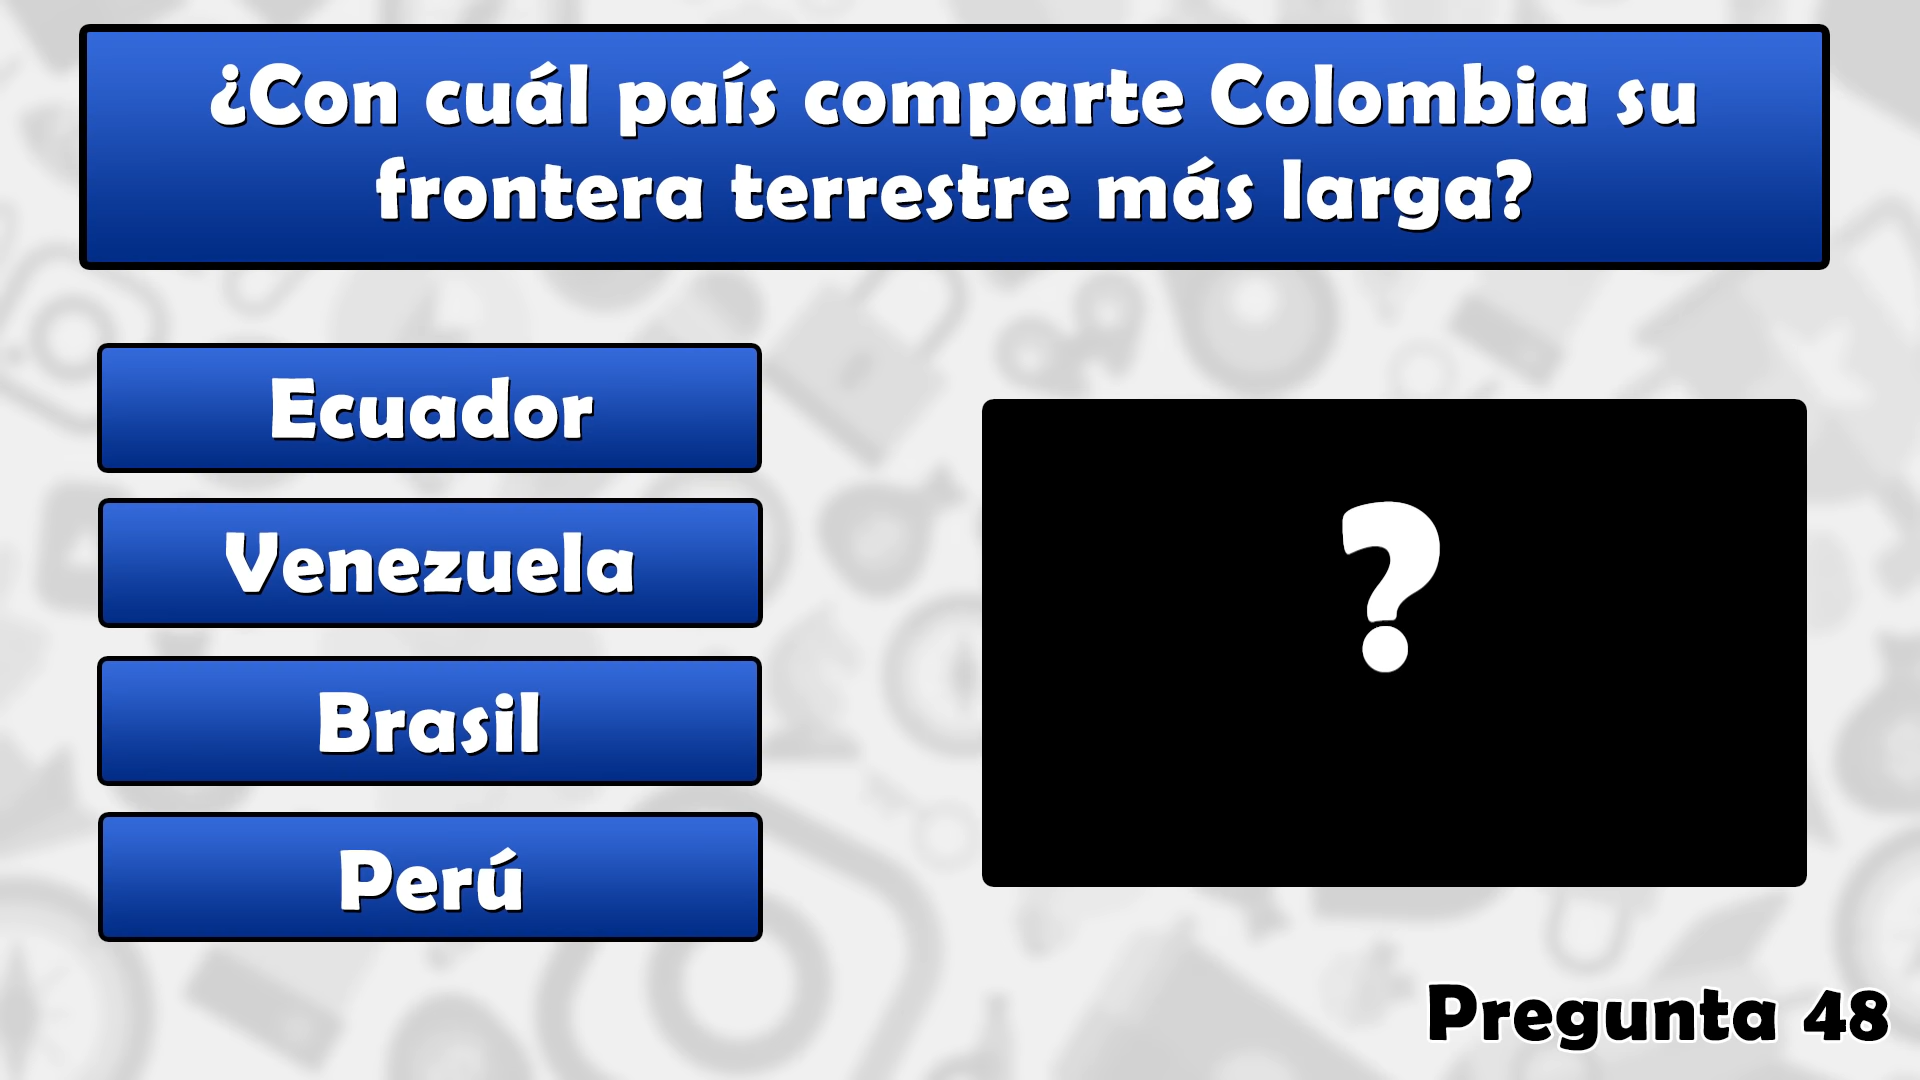 ¿Con cuál país comparte Colombia su
frontera terrestre más larga?
Ecuador
Venezuela
Brasil
Perú
?
Pregunta 48